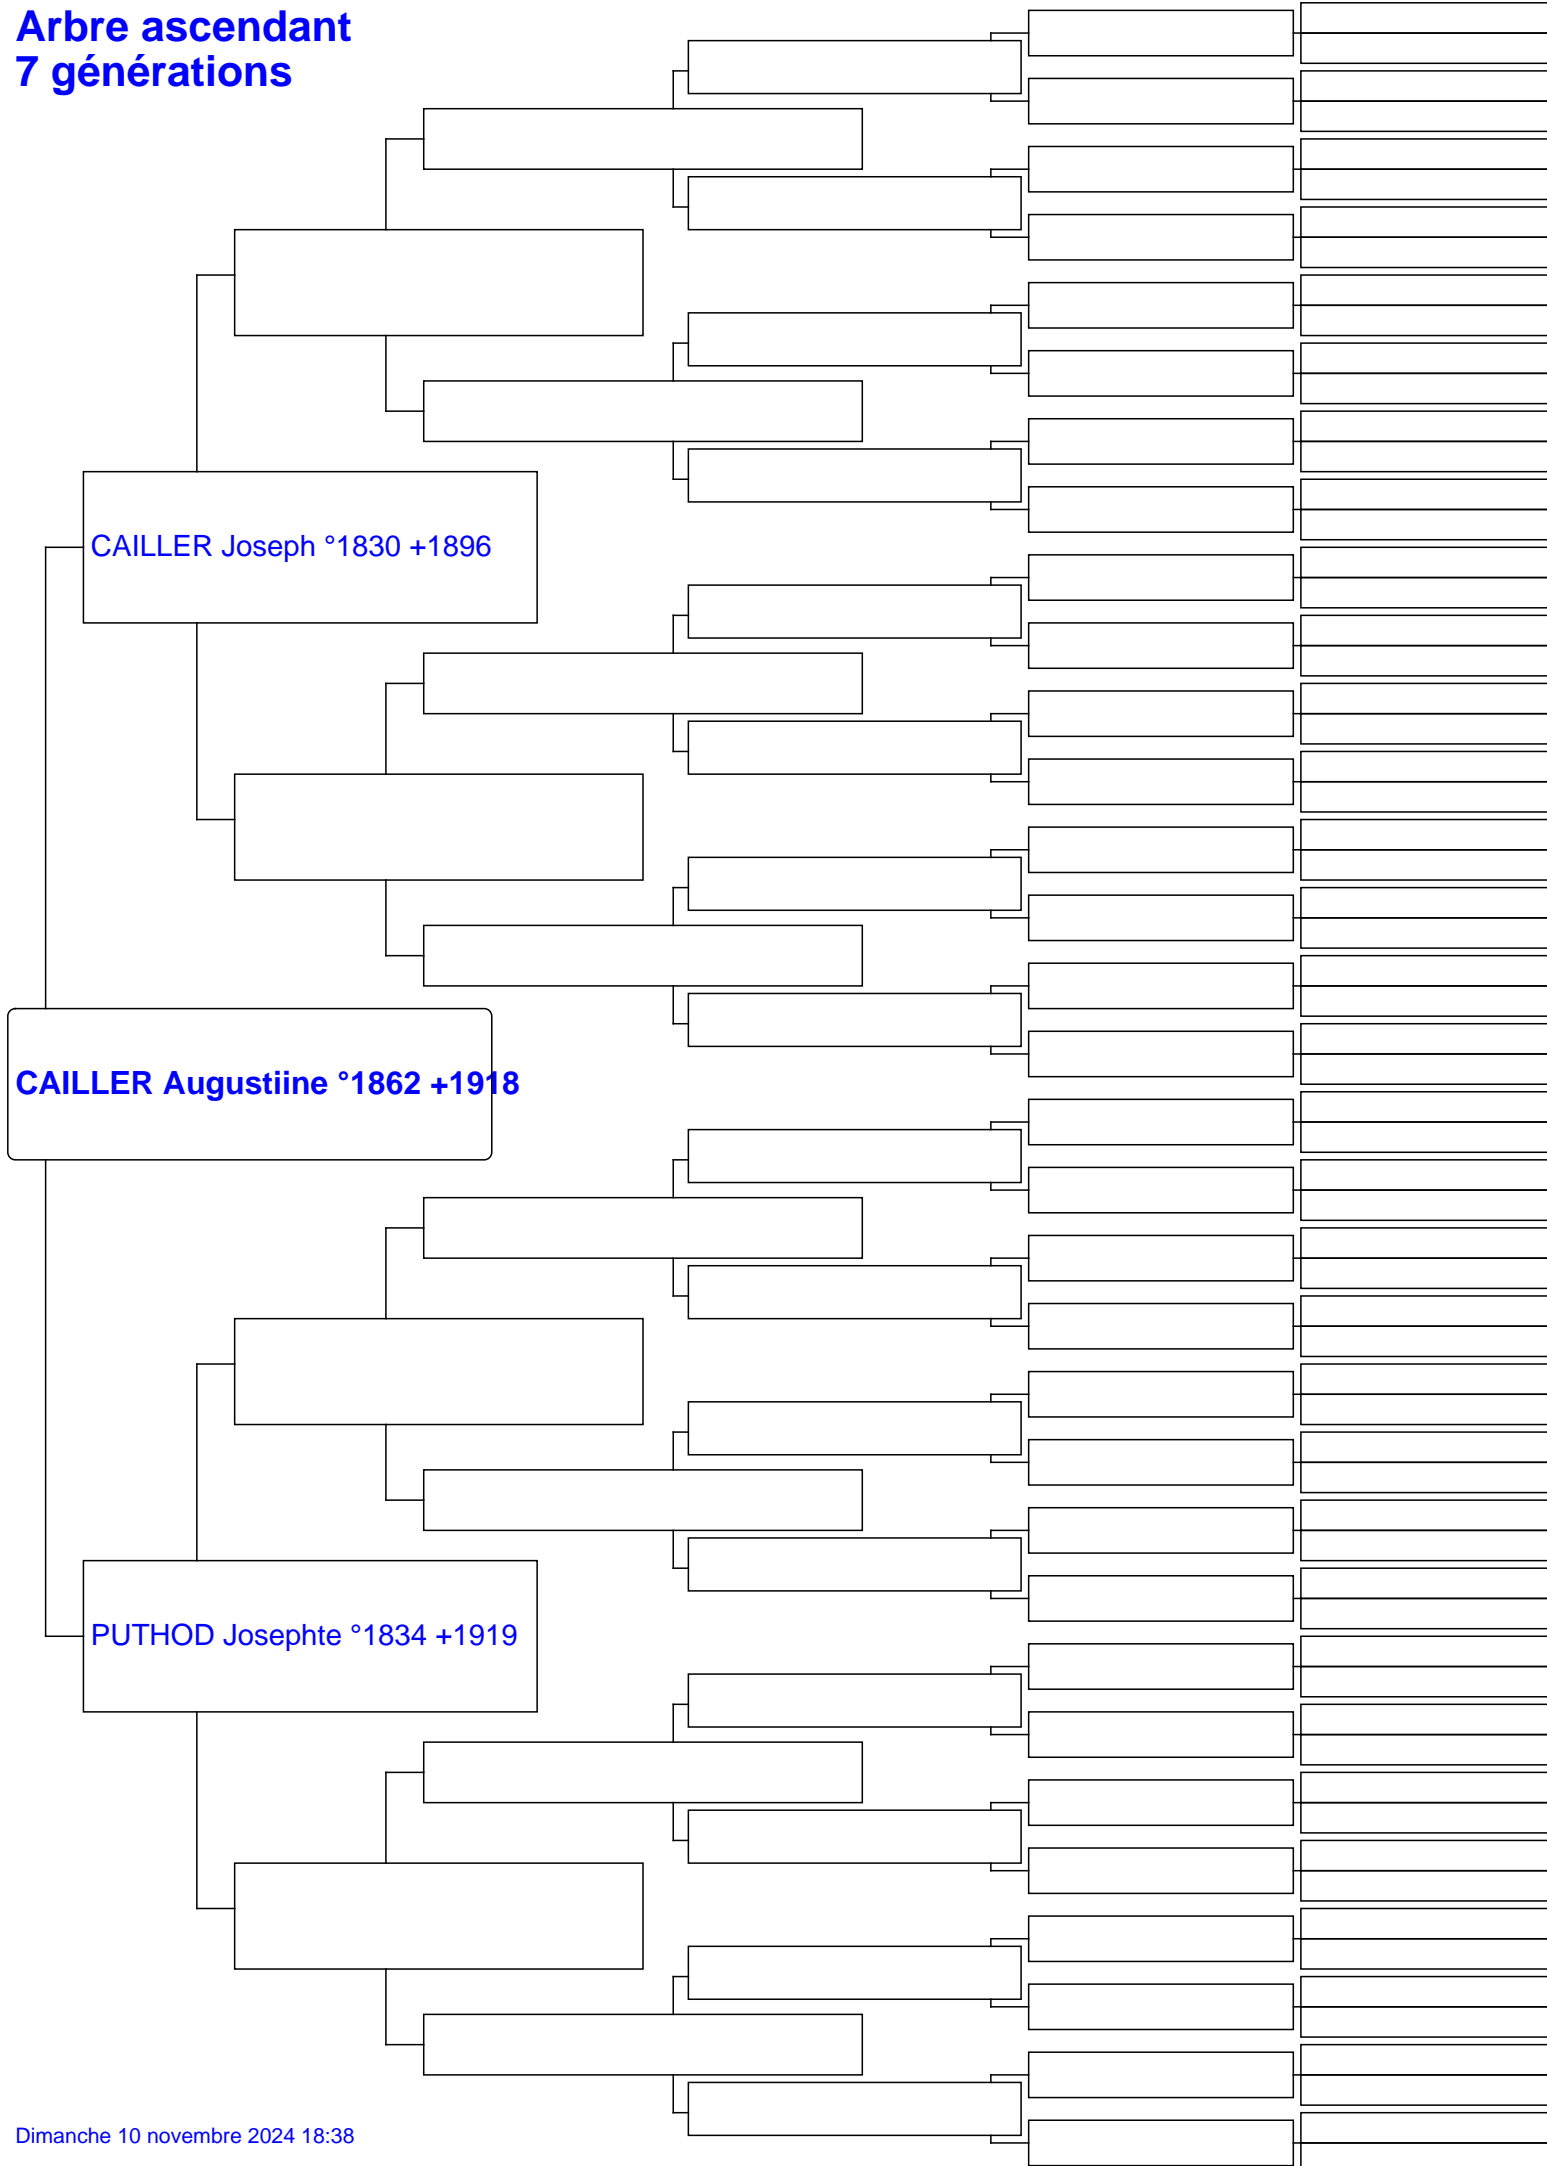 Arbre ascendant
7 générations
CAILLER Joseph °1830 +1896
CAILLER Augustiine °1862 +1918
PUTHOD Josephte °1834 +1919
Dimanche 10 novembre 2024 18:38